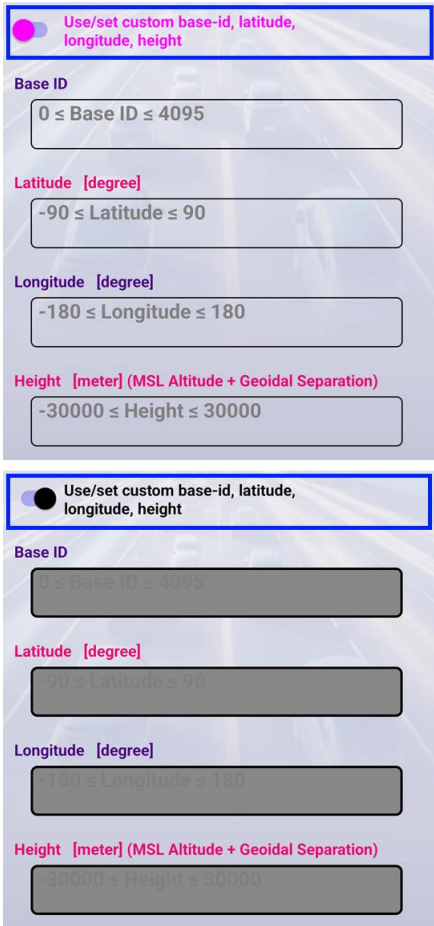 Use/set custom base-id, latitude,
longitude, height
Base ID
0 ≤ Base ID ≤ 4095
Latitude [degree]
-90 ≤ Latitude ≤ 90
Longitude [degree]
-180 ≤ Longitude ≤ 180
Height [meter] (MSL Altitude + Geoidal Separation)
-30000 ≤ Height ≤ 30000
Use/set custom base-id, latitude,
longitude, height
Base ID
0 ≤ Base ID ≤ 4095
Latitude [degree]
-90 ≤ Latitude ≤ 90
Longitude [degree]
-180 ≤ Longitude ≤ 180
Height [meter] (MSL Altitude + Geoidal Separation)
-30000 ≤ Height ≤ 30000